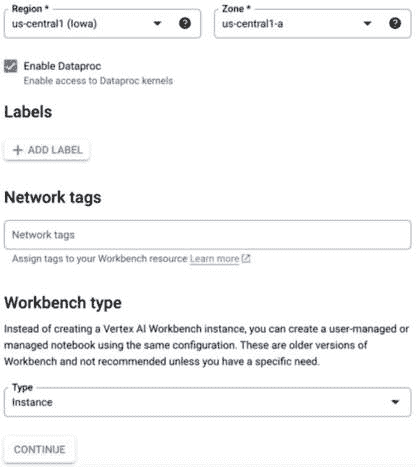 Region * Zone *
us-central1 (Iowa) us-central1-a
Enable Dataproc
Enable access to Dataproc kernels
Labels
+ ADD LABEL
Network tags
Network tags
Assign tags to your Workbench resource Learn more
Workbench type
Instead of creating a Vertex AI Workbench instance, you can create a user-managed or
managed notebook using the same configuration. These are older versions of
Workbench and not recommended unless you have a specific need.
Type
Instance
CONTINUE